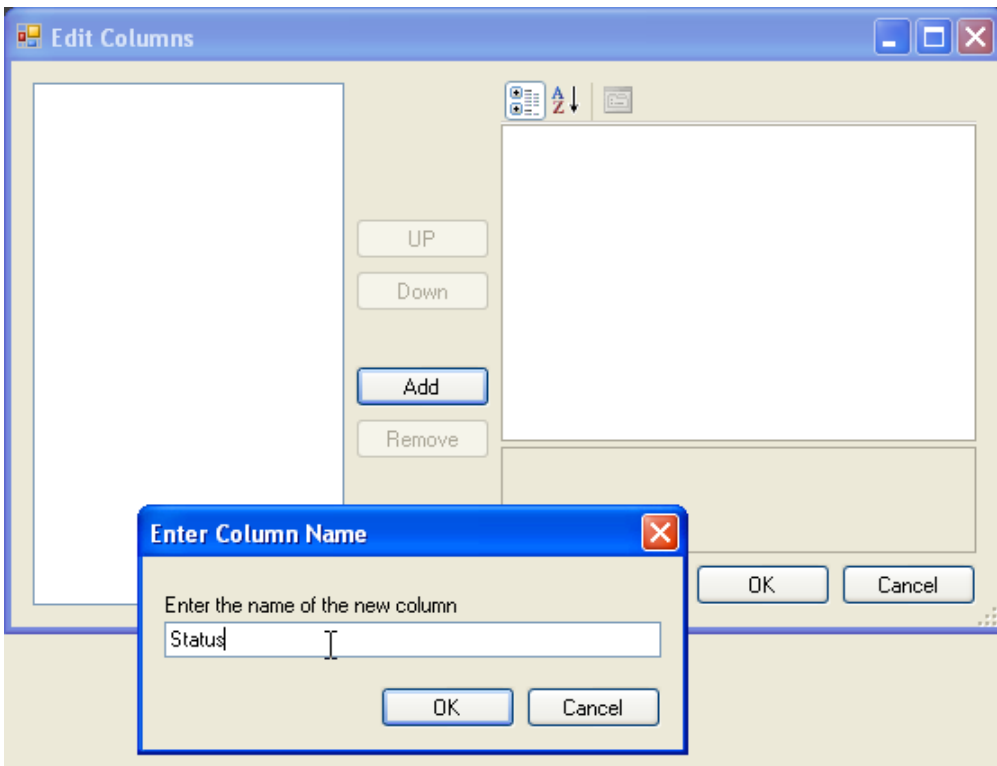 Edit Columns
A
Z
UP
Down
Add
Remove
OK Cancel
Enter Column Name
Enter the name of the new column
Status
OK Cancel